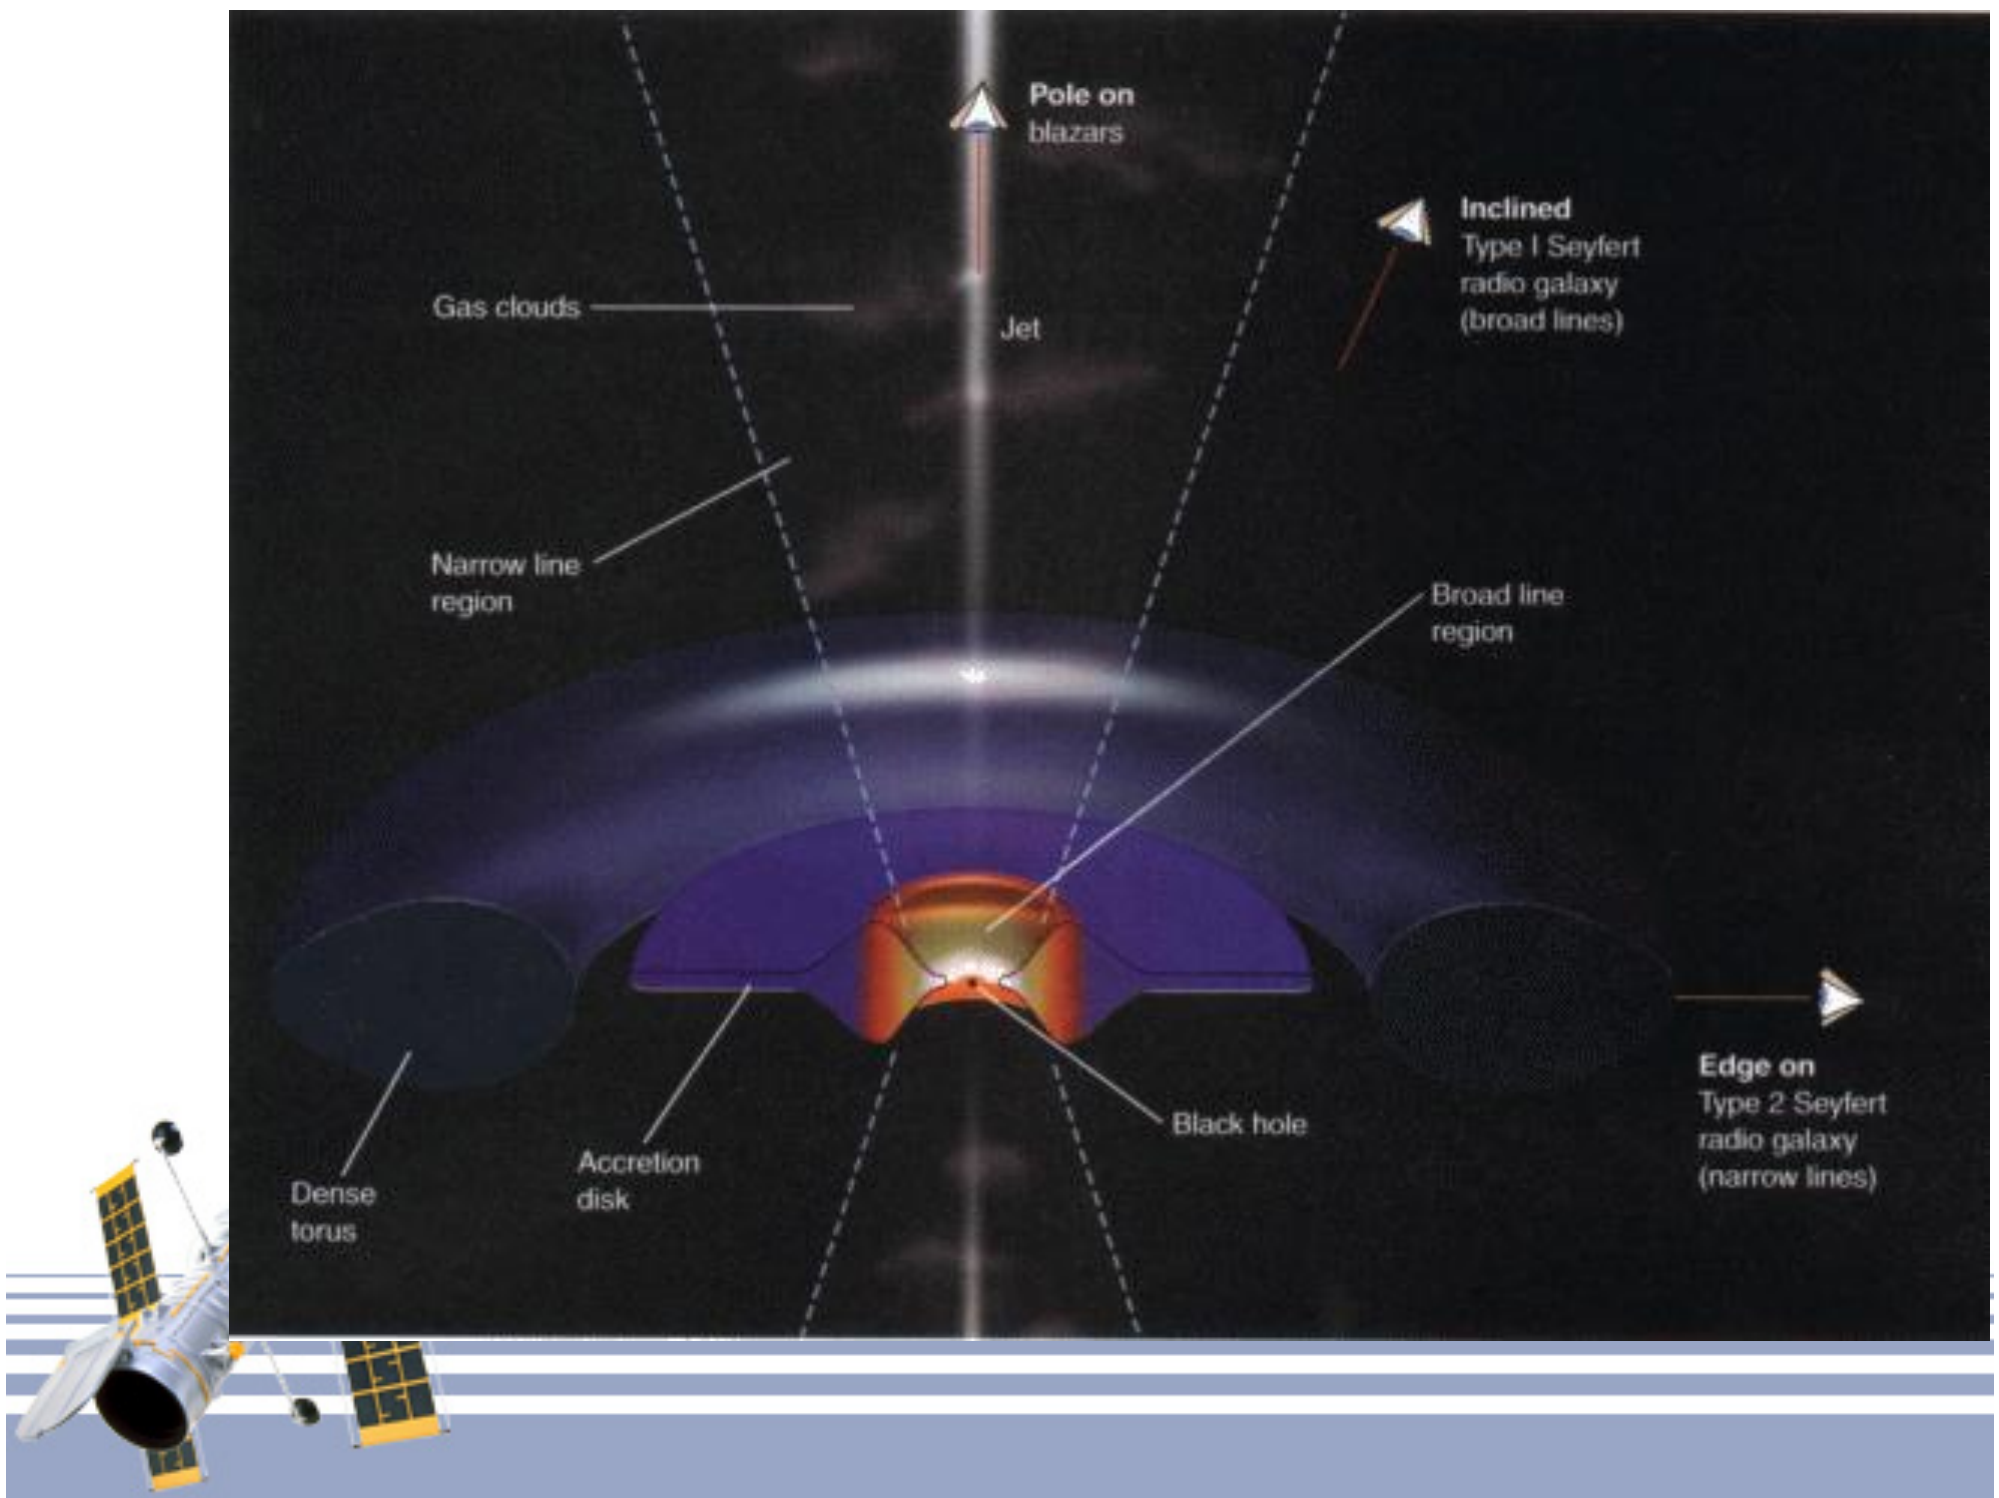 Pole on
blazars
Inclined
Type I Seyfert
radio galaxy
(broad lines)
Gas clouds
Jet
Narrow line
region
Broad line
region
Edge on
Type 2 Seyfert
radio galaxy
(narrow lines)
Black hole
Accretion
disk
Dense
torus